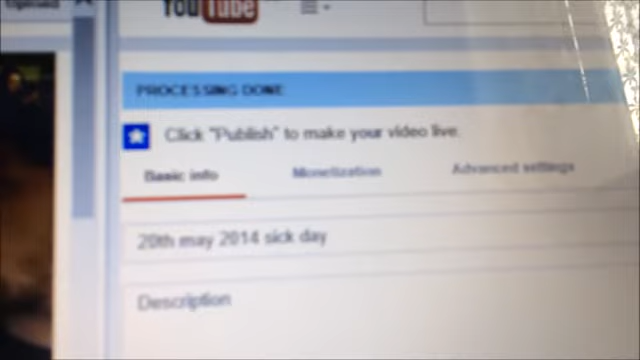 Upload
YouTube
PROCESSING DONE
Click "Publish" to make your video live.
Basic info
Monetization
Advanced settings
20th may 2014 sick day
Description